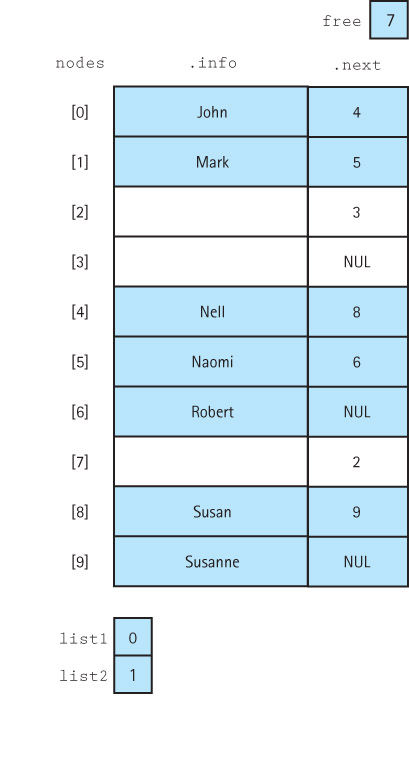 free 7
nodes .info .next
[0] John 4
[1] Mark 5
[2] 3
[3] NUL
[4] Nell 8
[5] Naomi 6
[6] Robert NUL
[7] 2
[8] Susan 9
[9] Susanne NUL
list1 0
list2 1